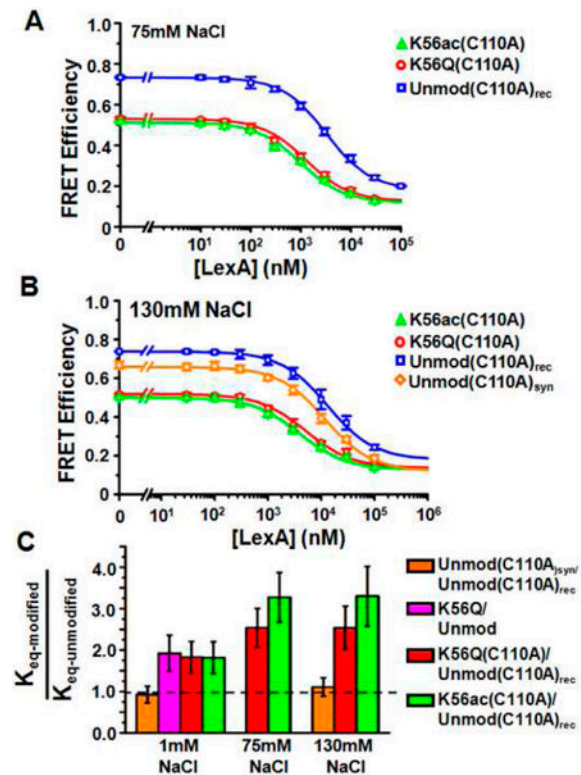 A
75mM NaCl
K56ac(C110A)
K56Q(C110A)
Unmod(C110A)rec
FRET Efficiency
1.0
0.8
0.6
0.4
0.2
0
0
10¹
10²
10³
10⁴
10⁵
[LexA] (nM)
B
130mM NaCl
K56ac(C110A)
K56Q(C110A)
Unmod(C110A)rec
Unmod(C110A)syn
FRET Efficiency
1.0
0.8
0.6
0.4
0.2
0
0
10¹
10²
10³
10⁴
10⁵
10⁶
[LexA] (nM)
C
Keq-modified
Keq-unmodified
4.0
3.0
2.0
1.0
0
1mM
NaCl
75mM
NaCl
130mM
NaCl
Unmod(C110A)syn/
Unmod(C110A)rec
K56Q/
Unmod
K56Q(C110A)/
Unmod(C110A)rec
K56ac(C110A)/
Unmod(C110A)rec